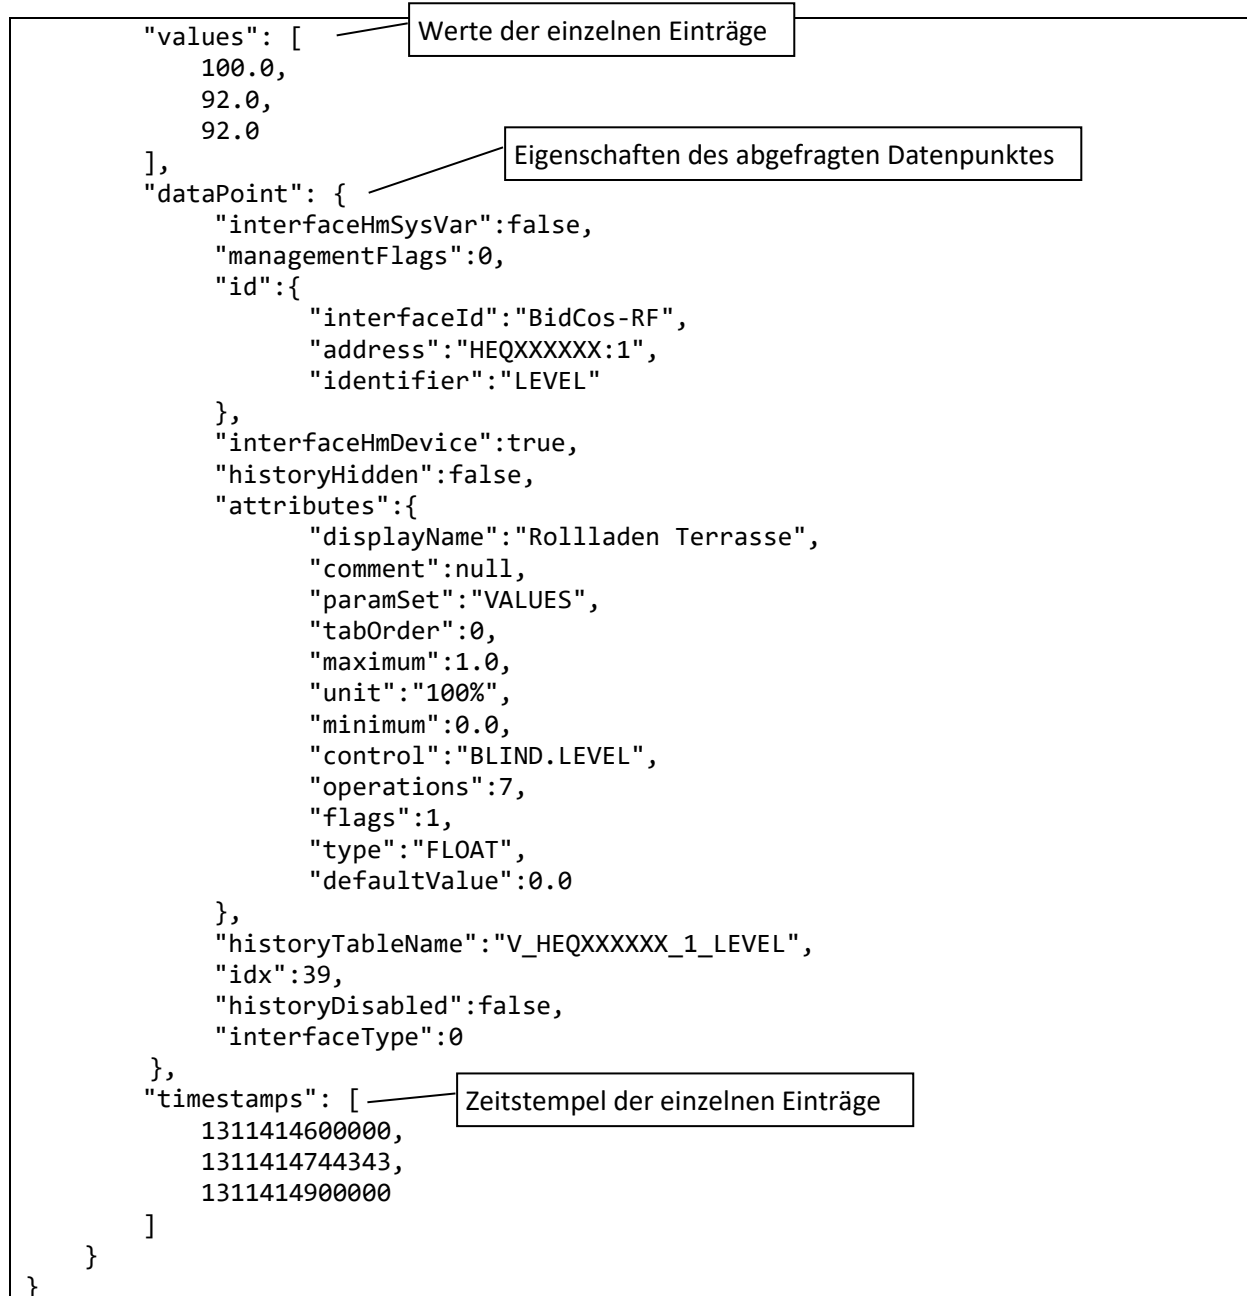 "values": [
Werte der einzelnen Einträge
100.0,
92.0,
92.0
],
Eigenschaften des abgefragten Datenpunktes
"dataPoint": {
"interfaceHmSysVar":false,
"managementFlags":0,
"id":{
"interfaceId":"BidCos-RF",
"address":"HEQXXXXXX:1",
"identifier":"LEVEL"
},
"interfaceHmDevice":true,
"historyHidden":false,
"attributes":{
"displayName":"Rollladen Terrasse",
"comment":null,
"paramSet":"VALUES",
"tabOrder":0,
"maximum":1.0,
"unit":"100%",
"minimum":0.0,
"control":"BLIND.LEVEL",
"operations":7,
"flags":1,
"type":"FLOAT",
"defaultValue":0.0
},
"historyTableName":"V_HEQXXXXXX_1_LEVEL",
"idx":39,
"historyDisabled":false,
"interfaceType":0
},
"timestamps": [
Zeitstempel der einzelnen Einträge
1311414600000,
1311414744343,
1311414900000
]
}
}